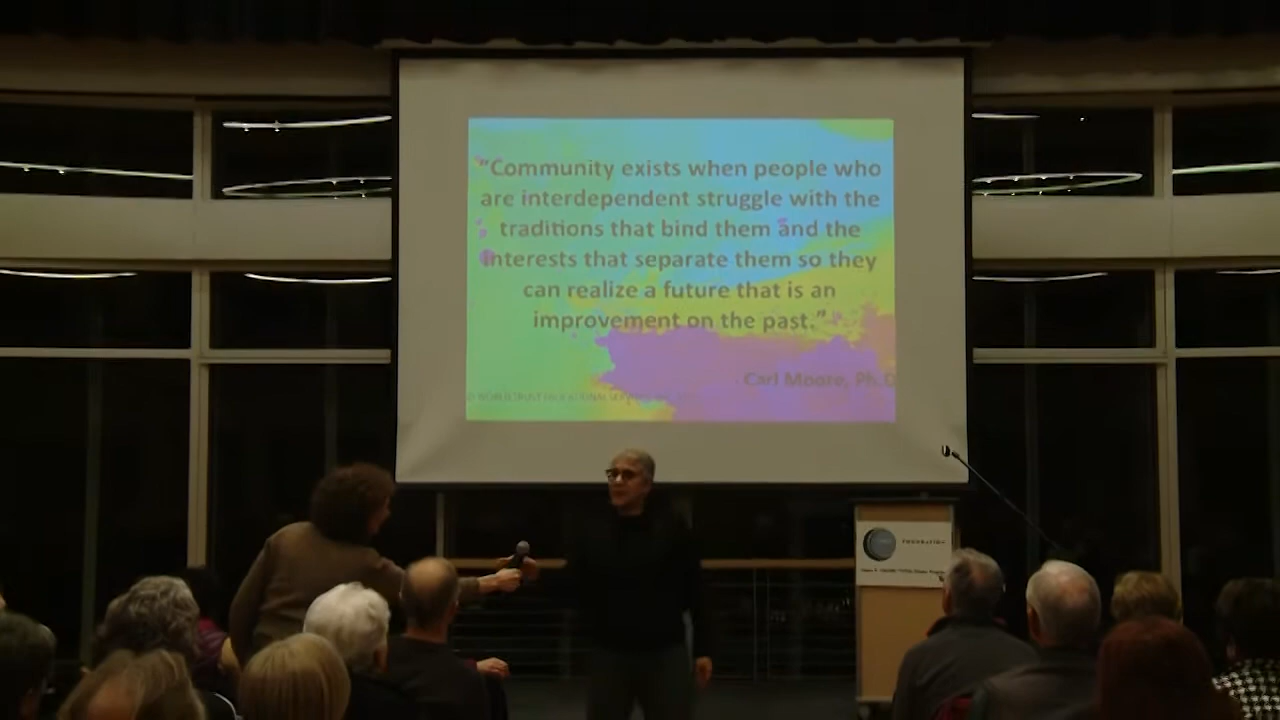 “Community exists when people who
are interdependent struggle with the
traditions that bind them and the
interests that separate them so they
can realize a future that is an
improvement on the past.”
Carl Moore, Ph.D
FOUNDATION